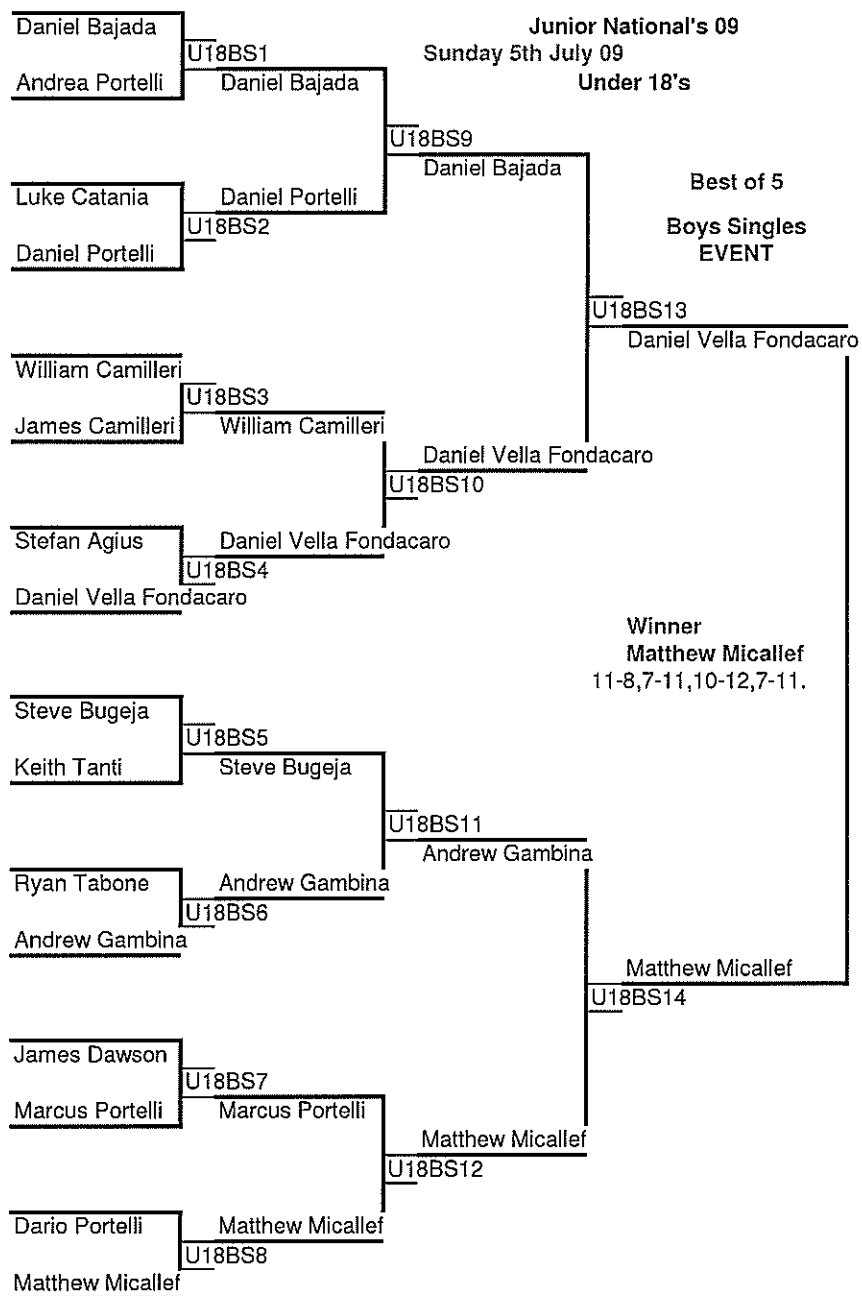 Daniel Bajada
Junior National's 09
U18BS1
Sunday 5th July 09
Andrea Portelli
Daniel Bajada
Under 18's
U18BS9
Daniel Bajada
Best of 5
Luke Catania
Daniel Portelli
U18BS2
Boys Singles
Daniel Portelli
EVENT
U18BS13
Daniel Vella Fondacaro
William Camilleri
U18BS3
James Camilleri
William Camilleri
Daniel Vella Fondacaro
U18BS10
Stefan Agius
Daniel Vella Fondacaro
U18BS4
Daniel Vella Fondacaro
Winner
Matthew Micallef
11-8,7-11,10-12,7-11.
Steve Bugeja
U18BS5
Keith Tanti
Steve Bugeja
U18BS11
Andrew Gambina
Ryan Tabone
Andrew Gambina
U18BS6
Andrew Gambina
Matthew Micallef
U18BS14
James Dawson
U18BS7
Marcus Portelli
Marcus Portelli
Matthew Micallef
U18BS12
Dario Portelli
Matthew Micallef
U18BS8
Matthew Micallef